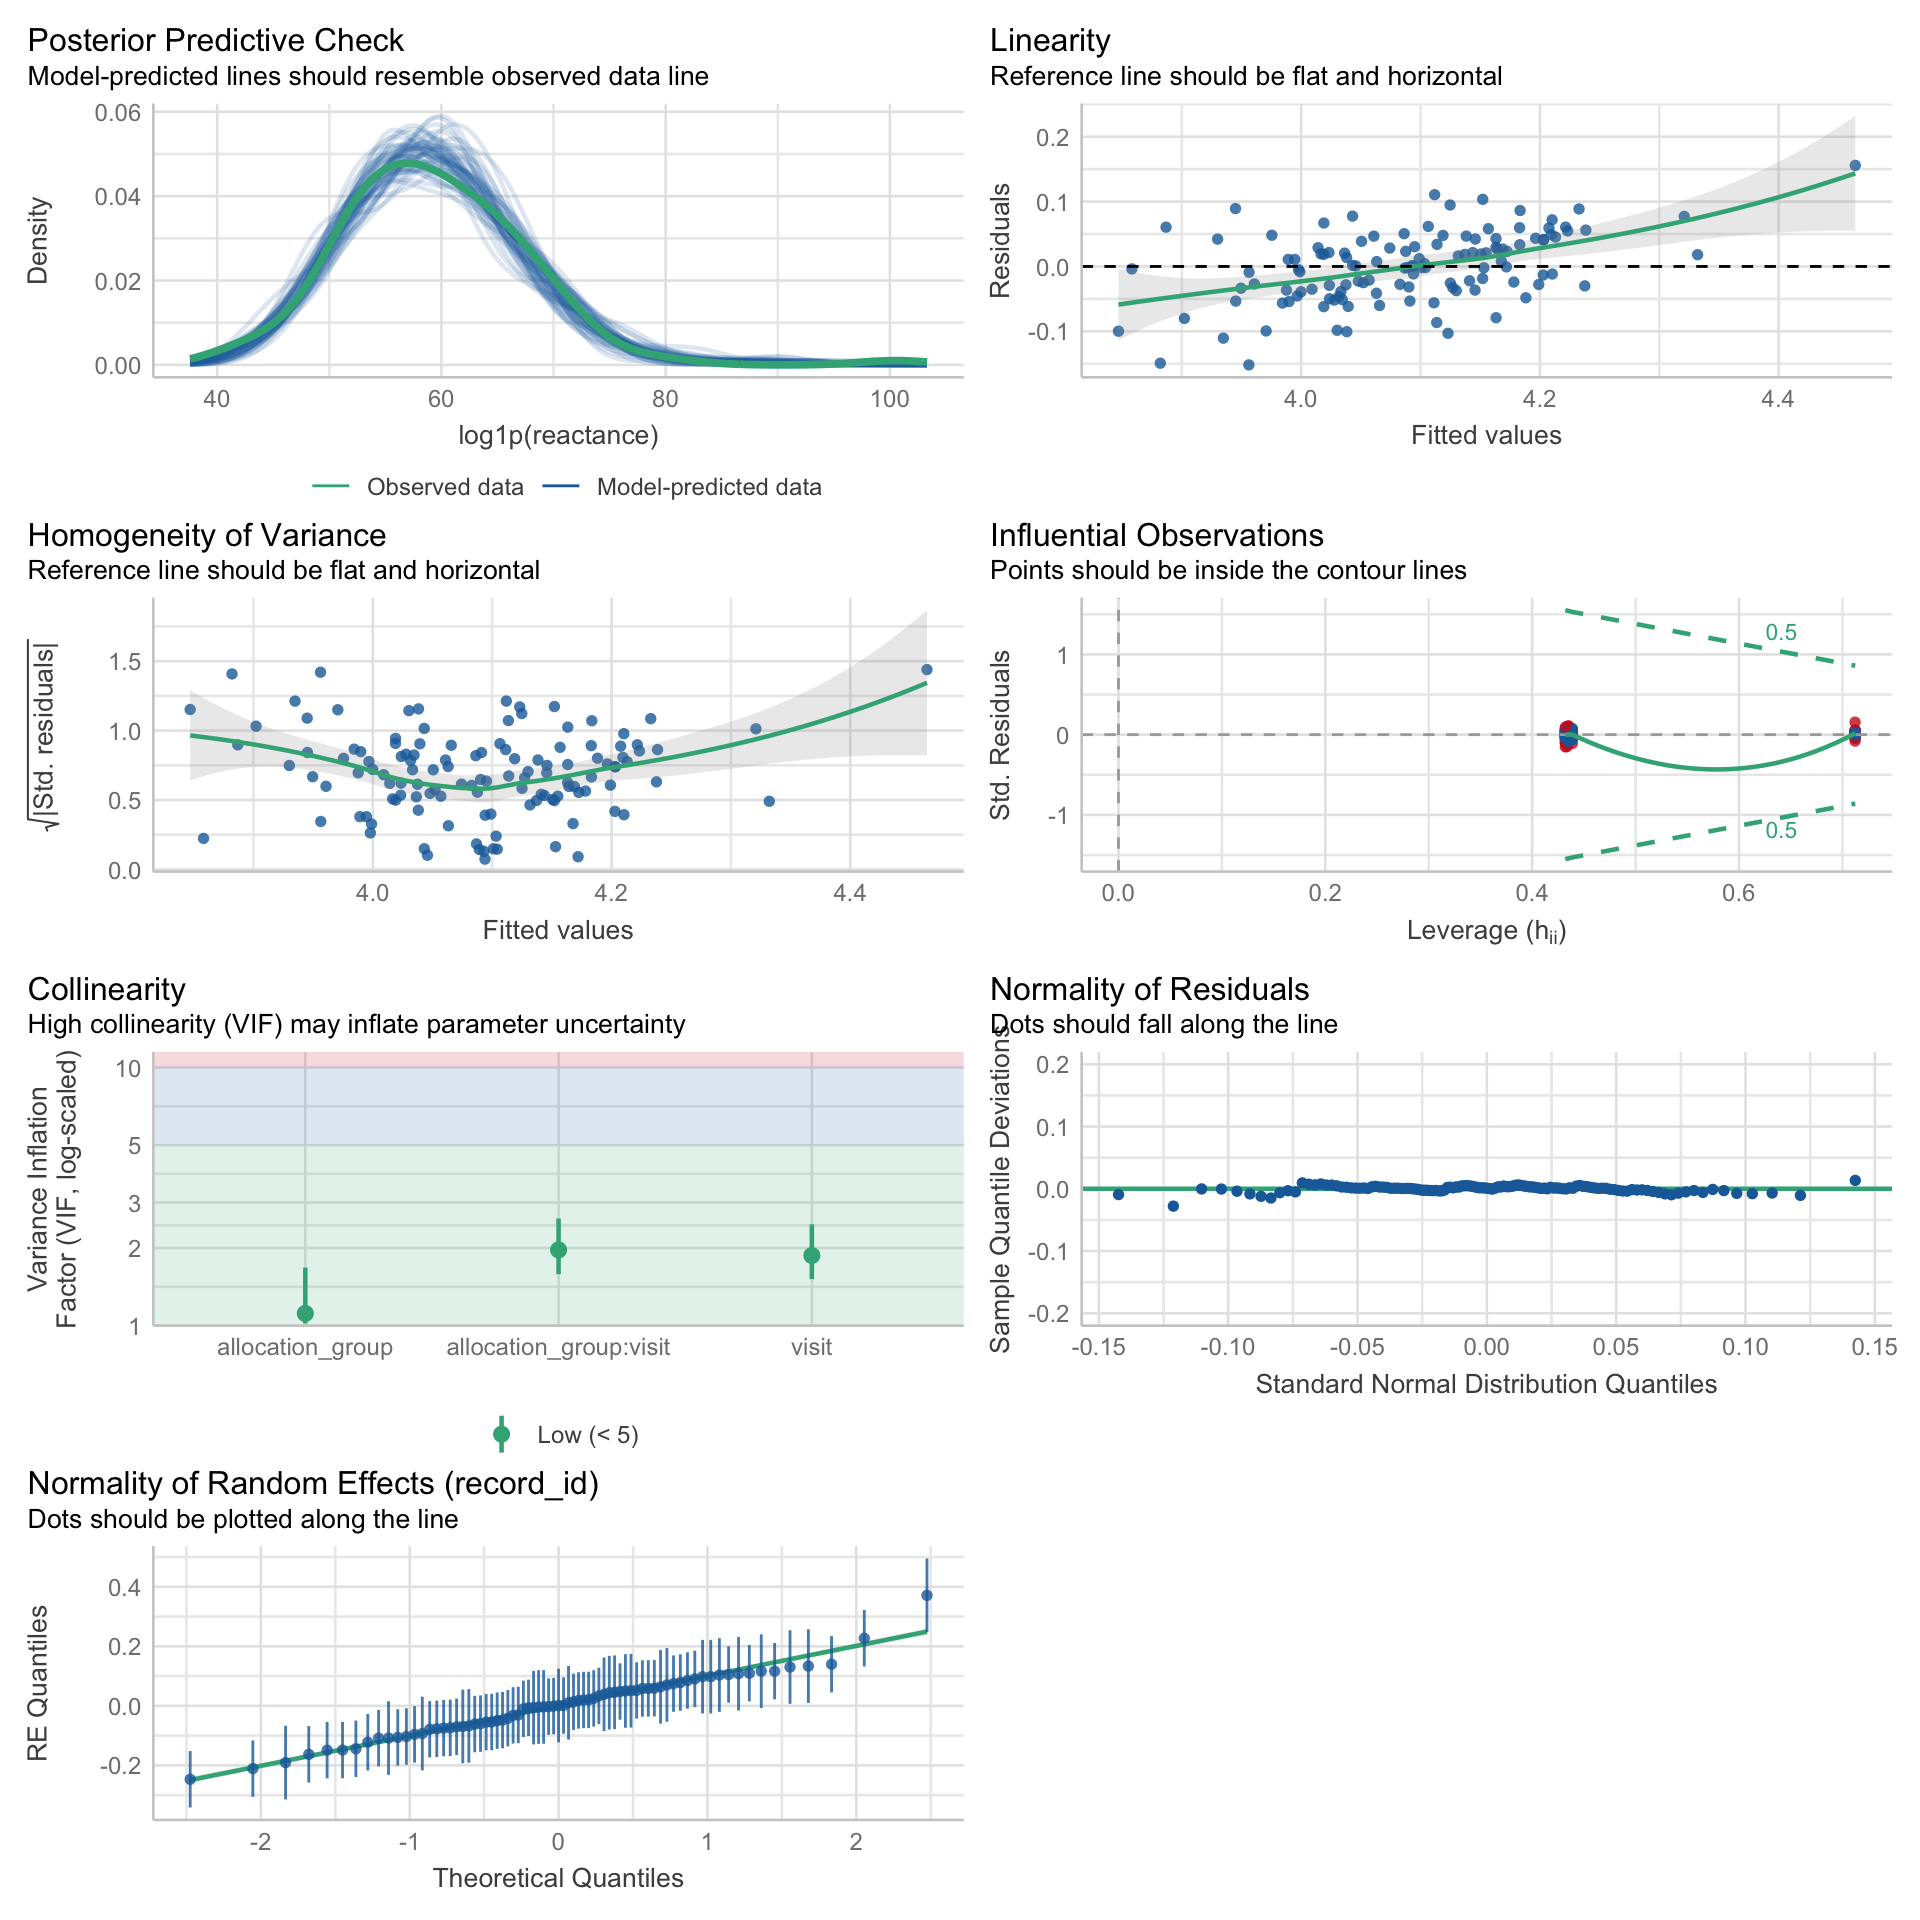 Posterior Predictive Check
Model-predicted lines should resemble observed data line
0.06
0.04
0.02
0.00
Density
40 60 80 100
log1p(reactance)
Observed data Model-predicted data
Linearity
Reference line should be flat and horizontal
0.2
0.1
0.0
-0.1
Residuals
4.0 4.2 4.4
Fitted values
Homogeneity of Variance
Reference line should be flat and horizontal
1.5
1.0
0.5
0.0
√|Std. residuals|
4.0 4.2 4.4
Fitted values
Influential Observations
Points should be inside the contour lines
0.5
0.5
1
0
-1
Std. Residuals
0.0 0.2 0.4 0.6
Leverage (hii)
Collinearity
High collinearity (VIF) may inflate parameter uncertainty
10
5
3
2
1
Variance Inflation
Factor (VIF, log-scaled)
allocation_group allocation_group:visit visit
Low (< 5)
Normality of Residuals
Dots should fall along the line
0.2
0.1
0.0
-0.1
-0.2
Sample Quantile Deviations
-0.15 -0.10 -0.05 0.00 0.05 0.10 0.15
Standard Normal Distribution Quantiles
Normality of Random Effects (record_id)
Dots should be plotted along the line
0.4
0.2
0.0
-0.2
RE Quantiles
-2 -1 0 1 2
Theoretical Quantiles